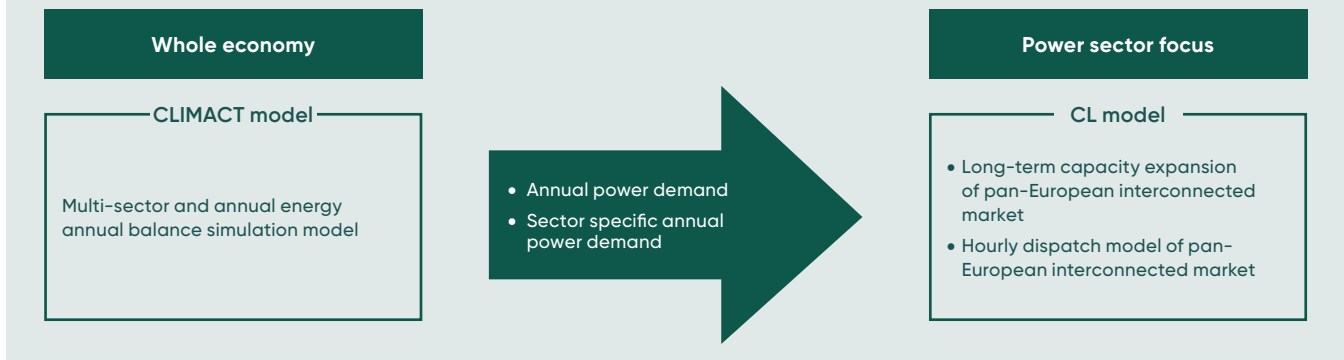 Whole economy
CLIMACT model
Multi-sector and annual energy
annual balance simulation model
• Annual power demand
• Sector specific annual
power demand
Power sector focus
CL model
• Long-term capacity expansion
of pan-European interconnected
market
• Hourly dispatch model of pan-
European interconnected market